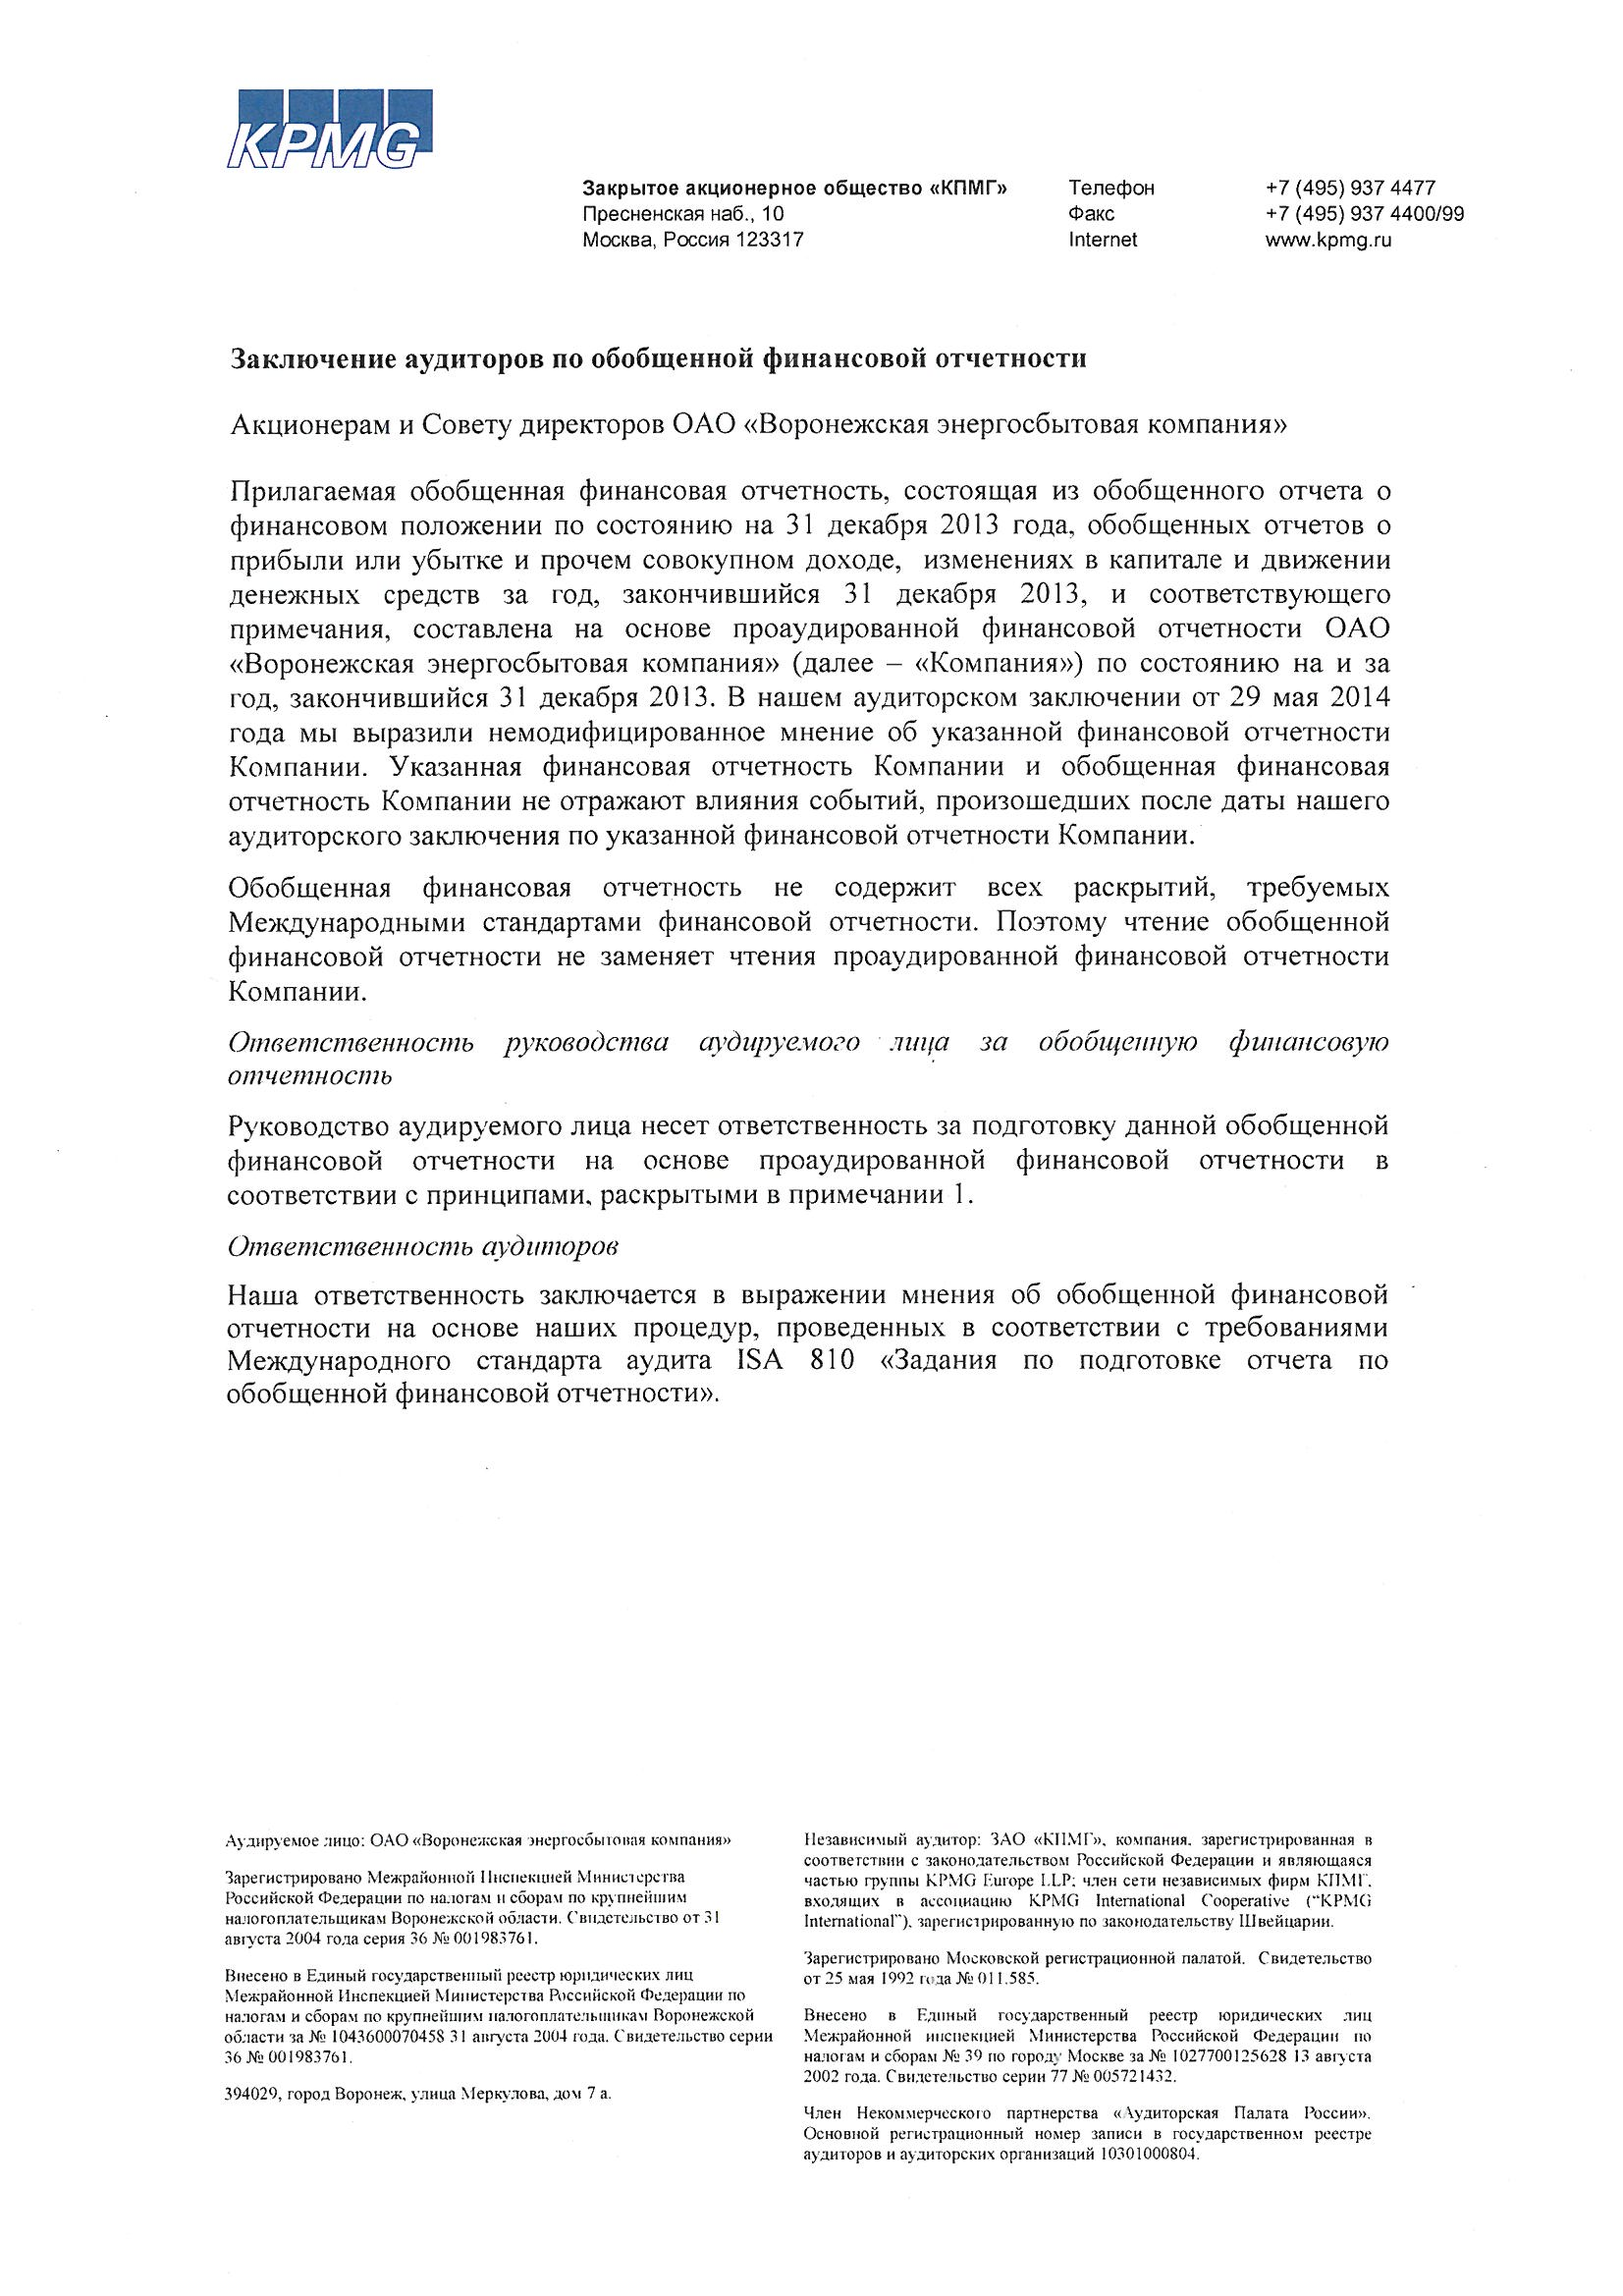 KPMG
Закрытое акционерное общество «КПМГ»
Пресненская наб., 10
Москва, Россия 123317
Телефон +7 (495) 937 4477
Факс +7 (495) 937 4400/99
Internet www.kpmg.ru
Заключение аудиторов по обобщенной финансовой отчетности
Акционерам и Совету директоров ОАО «Воронежская энергосбытовая компания»
Прилагаемая обобщенная финансовая отчетность, состоящая из обобщенного отчета о
финансовом положении по состоянию на 31 декабря 2013 года, обобщенных отчетов о
прибыли или убытке и прочем совокупном доходе, изменениях в капитале и движении
денежных средств за год, закончившийся 31 декабря 2013, и соответствующего
примечания, составлена на основе проаудированной финансовой отчетности ОАО
«Воронежская энергосбытовая компания» (далее – «Компания») по состоянию на и за
год, закончившийся 31 декабря 2013. В нашем аудиторском заключении от 29 мая 2014
года мы выразили немодифицированное мнение об указанной финансовой отчетности
Компании. Указанная финансовая отчетность Компании и обобщенная финансовая
отчетность Компании не отражают влияния событий, произошедших после даты нашего
аудиторского заключения по указанной финансовой отчетности Компании.
Обобщенная финансовая отчетность не содержит всех раскрытий, требуемых
Международными стандартами финансовой отчетности. Поэтому чтение обобщенной
финансовой отчетности не заменяет чтения проаудированной финансовой отчетности
Компании.
Ответственность руководства аудируемого лица за обобщенную финансовую
отчетность
Руководство аудируемого лица несет ответственность за подготовку данной обобщенной
финансовой отчетности на основе проаудированной финансовой отчетности в
соответствии с принципами, раскрытыми в примечании 1.
Ответственность аудиторов
Наша ответственность заключается в выражении мнения об обобщенной финансовой
отчетности на основе наших процедур, проведенных в соответствии с требованиями
Международного стандарта аудита ISA 810 «Задания по подготовке отчета по
обобщенной финансовой отчетности».
Аудируемое лицо: ОАО «Воронежская энергосбытовая компания»
Зарегистрировано Межрайонной Инспекцией Министерства
Российской Федерации по налогам и сборам по крупнейшим
налогоплательщикам Воронежской области. Свидетельство от 31
августа 2004 года серия 36 № 001983761.
Внесено в Единый государственный реестр юридических лиц
Межрайонной Инспекцией Министерства Российской Федерации по
налогам и сборам по крупнейшим налогоплательщикам Воронежской
области за № 1043600070458 31 августа 2004 года. Свидетельство серии
36 № 001983761.
394029, город Воронеж, улица Меркулова, дом 7 а.
Независимый аудитор: ЗАО «КПМГ», компания, зарегистрированная в
соответствии с законодательством Российской Федерации и являющаяся
частью группы KPMG Europe LLP; член сети независимых фирм КПМГ,
входящих в ассоциацию KPMG International Cooperative (“KPMG
International”), зарегистрированную по законодательству Швейцарии.
Зарегистрировано Московской регистрационной палатой. Свидетельство
от 25 мая 1992 года № 011.585.
Внесено в Единый государственный реестр юридических лиц
Межрайонной инспекцией Министерства Российской Федерации по
налогам и сборам № 39 по городу Москве за № 1027700125628 13 августа
2002 года. Свидетельство серии 77 № 005721432.
Член Некоммерческого партнерства «Аудиторская Палата России».
Основной регистрационный номер записи в государственном реестре
аудиторов и аудиторских организаций 10301000804.